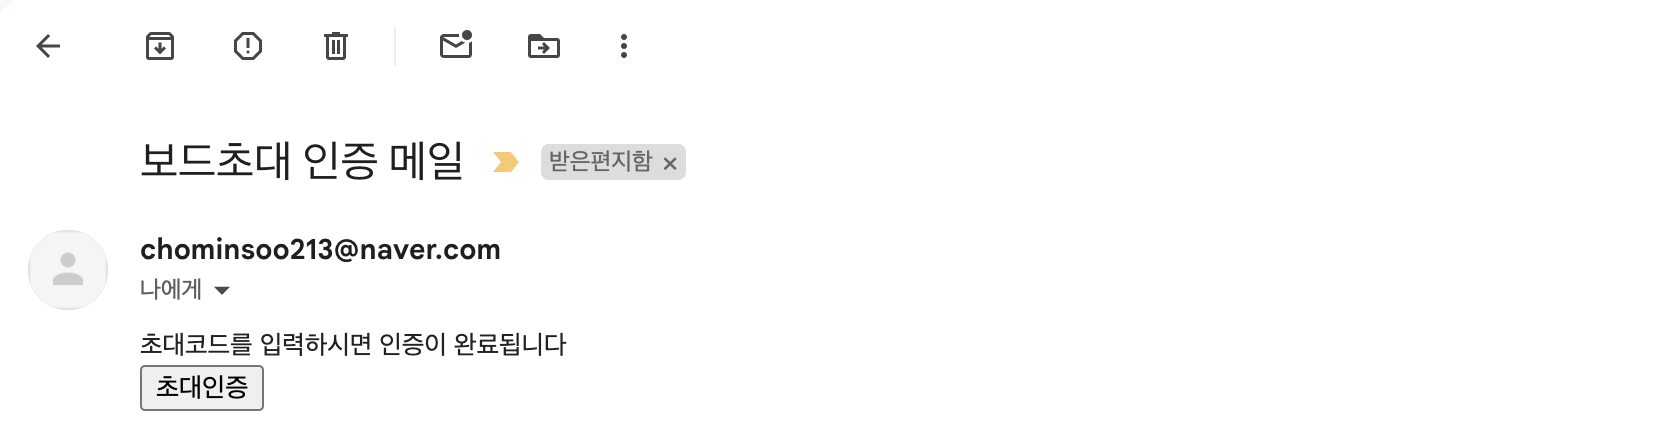 보드초대 인증 메일 받은편지함 ×
chominsoo213@naver.com
나에게
초대코드를 입력하시면 인증이 완료됩니다
초대인증